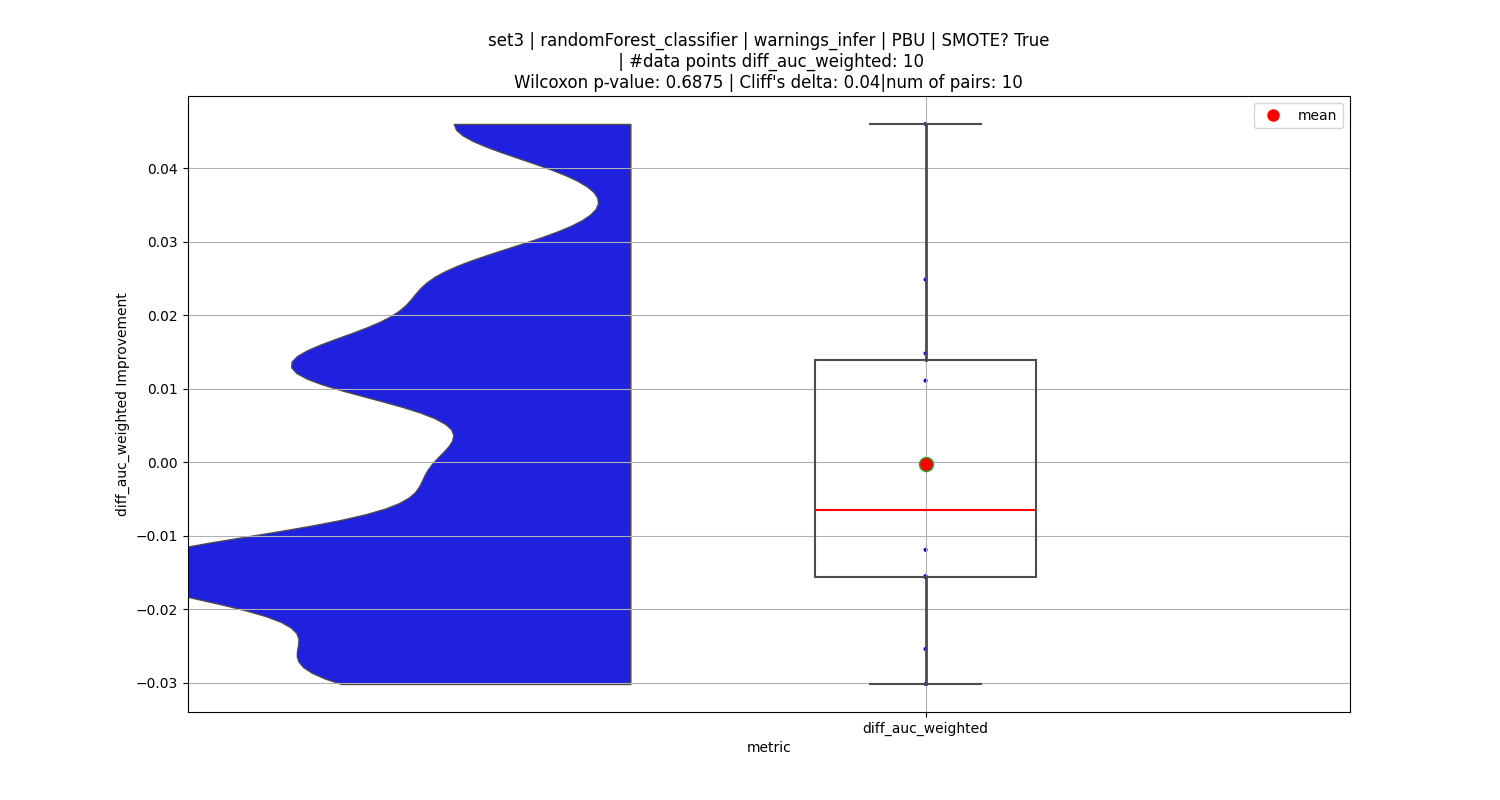 set3 | randomForest_classifier | warnings_infer | PBU | SMOTE? True
| #data points diff_auc_weighted: 10
Wilcoxon p-value: 0.6875 | Cliff's delta: 0.04|num of pairs: 10
mean
0.04
0.03
0.02
0.01
0.00
−0.01
−0.02
−0.03
diff_auc_weighted Improvement
diff_auc_weighted
metric